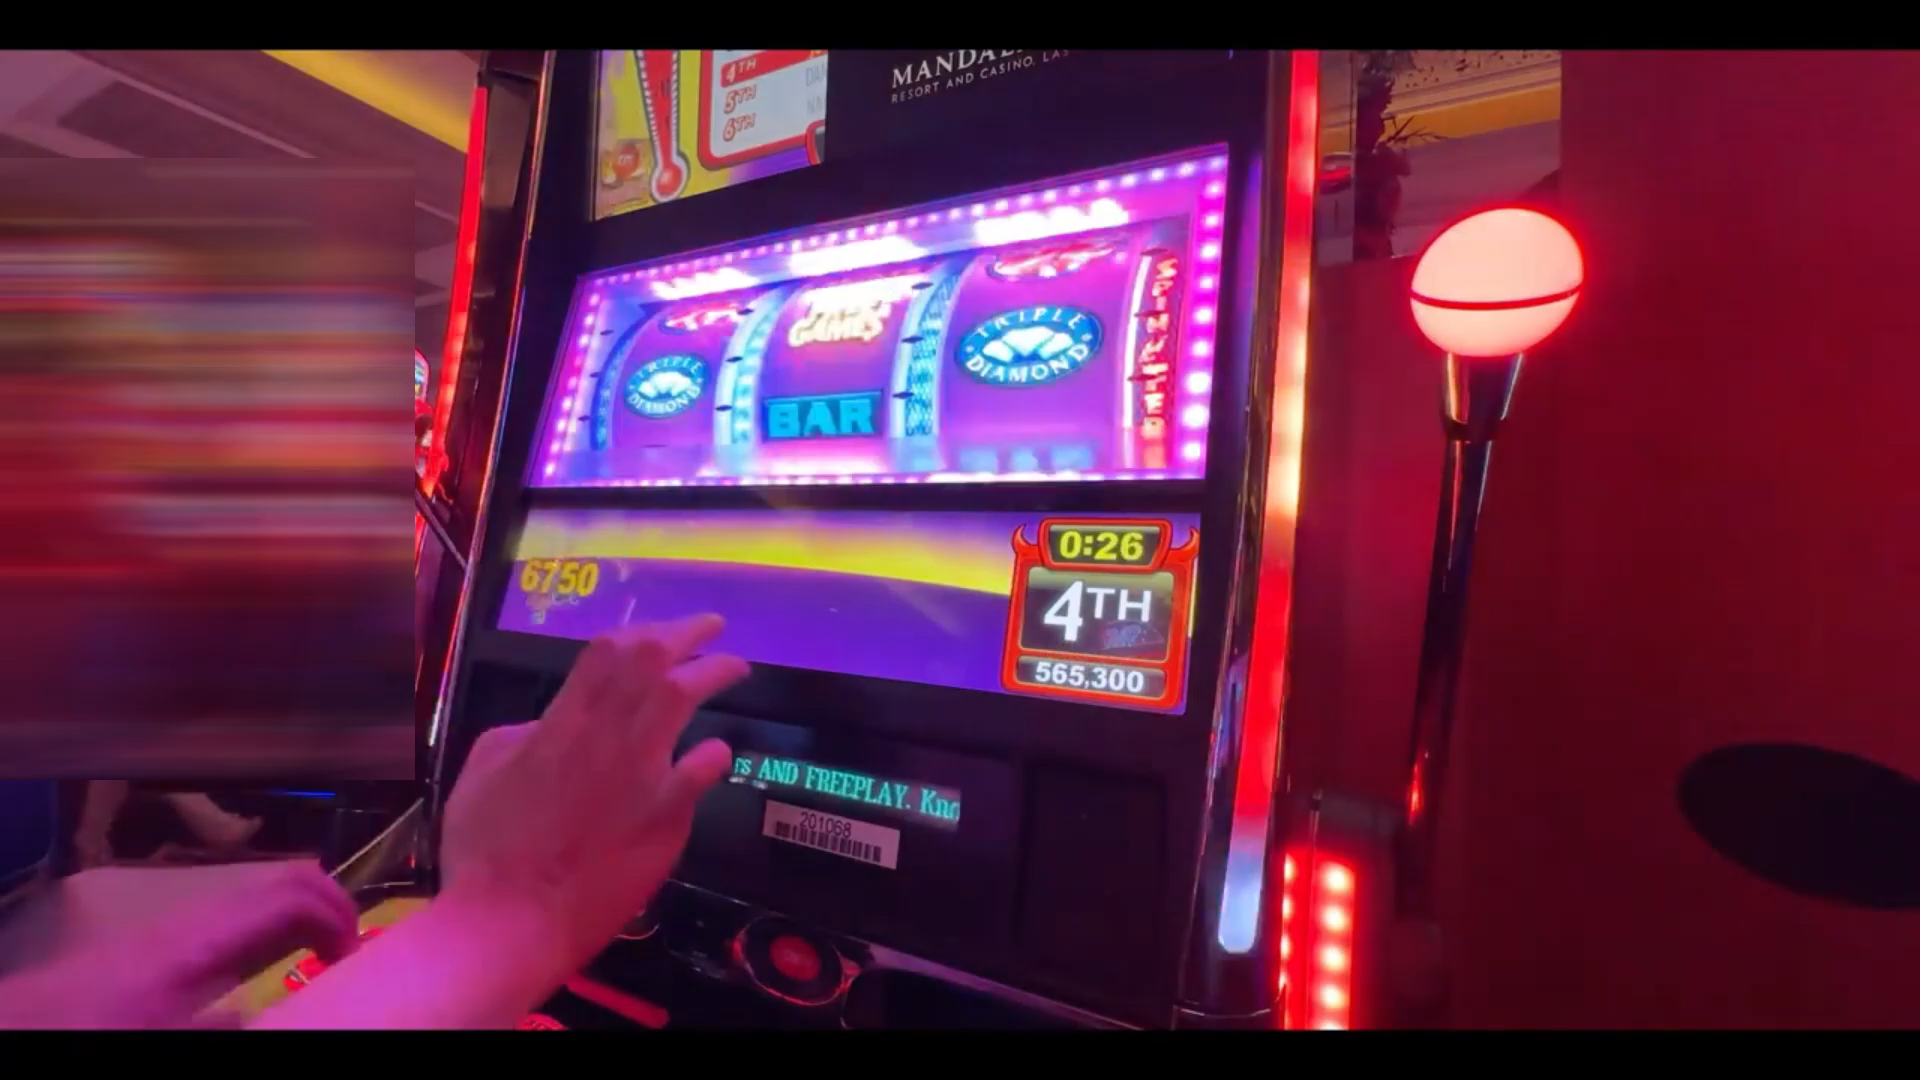 4TH
5TH
6TH
MANDAL
RESORT AND CASINO, LAS
TRIPLE
DIAMOND
GAMES
BAR
TRIPLE
DIAMOND
0:26
6750
4TH
565,300
rs AND FREEPLAY. Kno
201068